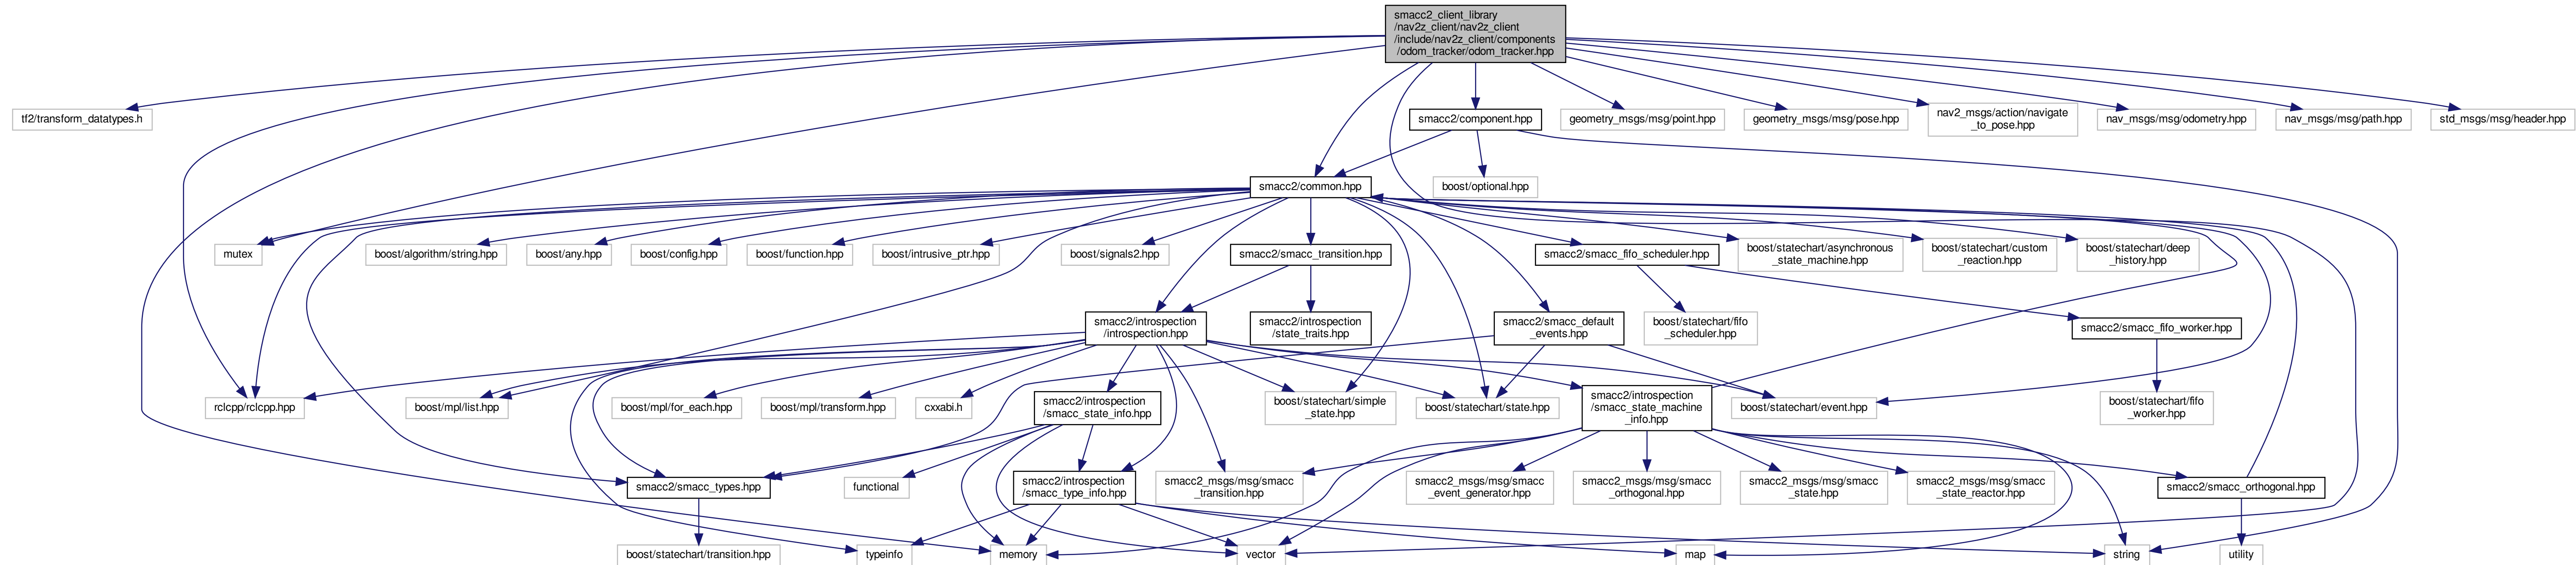 smacc2_client_library
/nav2z_client/nav2z_client
/include/nav2z_client/components
/odom_tracker/odom_tracker.hpp
tf2/transform_datatypes.h
smacc2/component.hpp
geometry_msgs/msg/point.hpp
geometry_msgs/msg/pose.hpp
nav2_msgs/action/navigate
_to_pose.hpp
nav_msgs/msg/odometry.hpp
nav_msgs/msg/path.hpp
std_msgs/msg/header.hpp
smacc2/common.hpp
boost/optional.hpp
mutex
boost/algorithm/string.hpp
boost/any.hpp
boost/config.hpp
boost/function.hpp
boost/intrusive_ptr.hpp
boost/signals2.hpp
smacc2/smacc_transition.hpp
smacc2/smacc_fifo_scheduler.hpp
boost/statechart/asynchronous
_state_machine.hpp
boost/statechart/custom
_reaction.hpp
boost/statechart/deep
_history.hpp
smacc2/introspection
/introspection.hpp
smacc2/introspection
/state_traits.hpp
smacc2/smacc_default
_events.hpp
boost/statechart/fifo
_scheduler.hpp
smacc2/smacc_fifo_worker.hpp
rclcpp/rclcpp.hpp
boost/mpl/list.hpp
boost/mpl/for_each.hpp
boost/mpl/transform.hpp
cxxabi.h
smacc2/introspection
/smacc_state_info.hpp
boost/statechart/simple
_state.hpp
boost/statechart/state.hpp
smacc2/introspection
/smacc_state_machine
_info.hpp
boost/statechart/event.hpp
boost/statechart/fifo
_worker.hpp
smacc2/smacc_types.hpp
functional
smacc2/introspection
/smacc_type_info.hpp
smacc2_msgs/msg/smacc
_transition.hpp
smacc2_msgs/msg/smacc
_event_generator.hpp
smacc2_msgs/msg/smacc
_orthogonal.hpp
smacc2_msgs/msg/smacc
_state.hpp
smacc2_msgs/msg/smacc
_state_reactor.hpp
smacc2/smacc_orthogonal.hpp
boost/statechart/transition.hpp
typeinfo
memory
vector
map
string
utility